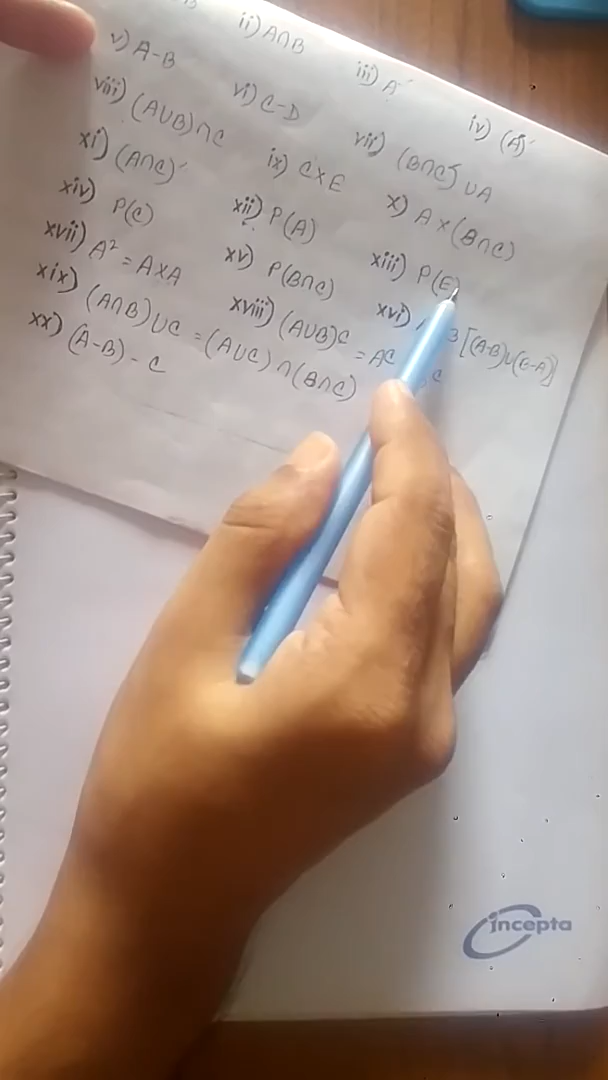 ii) A∩B
iii) A′
iv) (A′)′
v) A-B
vi) C-D
vii) (B∩C)′ ∪A
viii) (A∪B)∩C
ix) C×E
x) A×(B∩C)
xi) (A∩C)′
xii) P(A)
xiii) P(E)
xiv) P(C)
xv) P(B∩C)
xvi) [(A-B)∪(B-A)]
xvii) A² = A×A
xviii) (A∪B)C = AC
xix) (A∩B)∪C = (A∪C)∩(B∩C)
xx) (A-B)-C
incepta